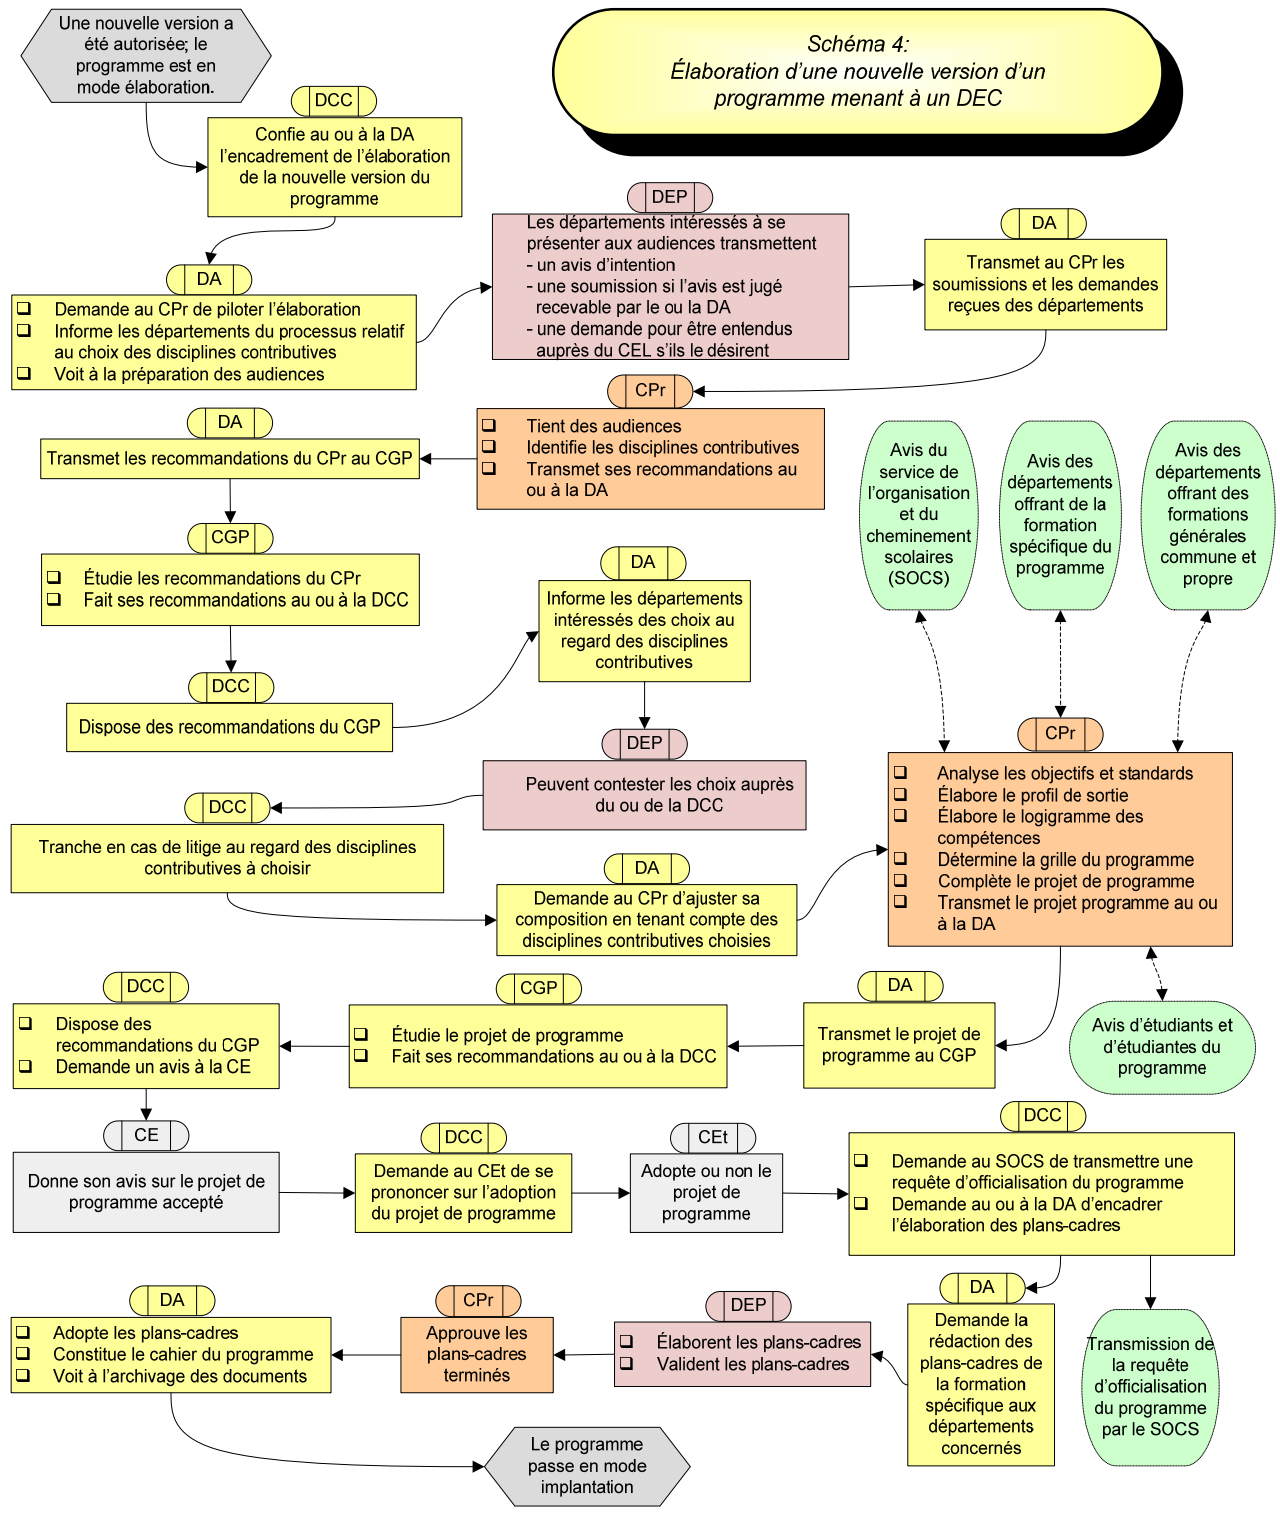 Une nouvelle version a
été autorisée; le
programme est en
mode élaboration.
Schéma 4:
Élaboration d'une nouvelle version d'un
programme menant à un DEC
DCC
Confie au ou à la DA
l'encadrement de l'élaboration
de la nouvelle version du
programme
DA
Demande au CPr de piloter l'élaboration
Informe les départements du processus relatif
au choix des disciplines contributives
Voit à la préparation des audiences
DEP
Les départements intéressés à se
présenter aux audiences transmettent
- un avis d'intention
- une soumission si l'avis est jugé
recevable par le ou la DA
- une demande pour être entendus
auprès du CEL s'ils le désirent
DA
Transmet au CPr les
soumissions et les demandes
reçues des départements
CPr
Tient des audiences
Identifie les disciplines contributives
Transmet ses recommandations au
ou à la DA
DA
Transmet les recommandations du CPr au CGP
CGP
Étudie les recommandations du CPr
Fait ses recommandations au ou à la DCC
DCC
Dispose des recommandations du CGP
DA
Informe les départements
intéressés des choix au
regard des disciplines
contributives
DEP
Peuvent contester les choix auprès
du ou de la DCC
DCC
Tranche en cas de litige au regard des disciplines
contributives à choisir
DA
Demande au CPr d'ajuster sa
composition en tenant compte des
disciplines contributives choisies
Avis du
service de
l'organisation
et du
cheminement
scolaires
(SOCS)
Avis des
départements
offrant de la
formation
spécifique du
programme
Avis des
départements
offrant des
formations
générales
commune et
propre
CPr
Analyse les objectifs et standards
Élabore le profil de sortie
Élabore le logigramme des
compétences
Détermine la grille du programme
Complète le projet de programme
Transmet le projet programme au ou
à la DA
Avis d'étudiants et
d'étudiantes du
programme
DA
Transmet le projet de
programme au CGP
CGP
Étudie le projet de programme
Fait ses recommandations au ou à la DCC
DCC
Dispose des
recommandations du CGP
Demande un avis à la CE
CE
Donne son avis sur le projet de
programme accepté
DCC
Demande au CEt de se
prononcer sur l'adoption
du projet de programme
CEt
Adopte ou non le
projet de
programme
DCC
Demande au SOCS de transmettre une
requête d'officialisation du programme
Demande au ou à la DA d'encadrer
l'élaboration des plans-cadres
Transmission de
la requête
d'officialisation
du programme
par le SOCS
DA
Demande la
rédaction des
plans-cadres de
la formation
spécifique aux
départements
concernés
DEP
Élaborent les plans-cadres
Valident les plans-cadres
CPr
Approuve les
plans-cadres
terminés
DA
Adopte les plans-cadres
Constitue le cahier du programme
Voit à l'archivage des documents
Le programme
passe en mode
implantation